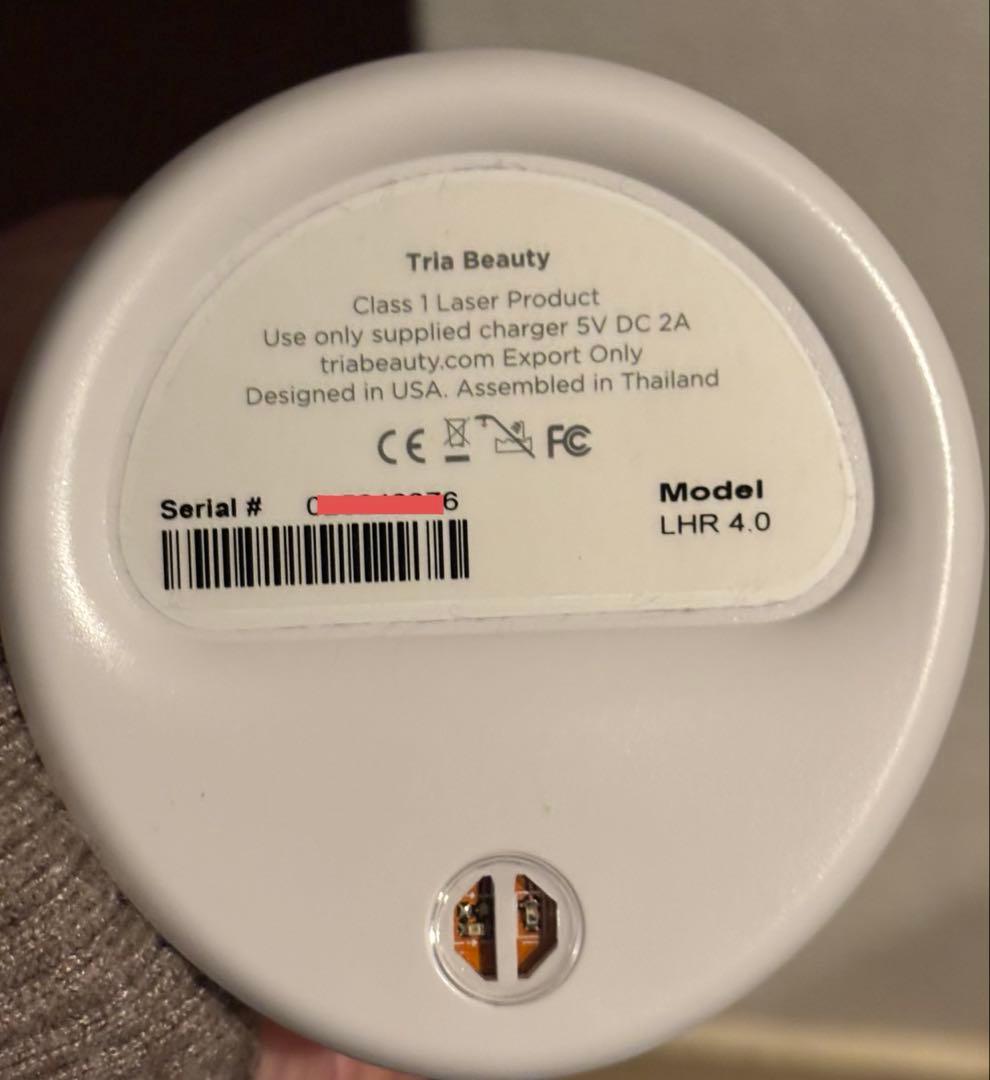 Tria Beauty
Class 1 Laser Product
Use only supplied charger 5V DC 2A
triabeauty.com Export Only
Designed in USA. Assembled in Thailand
CE FC
Serial #
Model
LHR 4.0